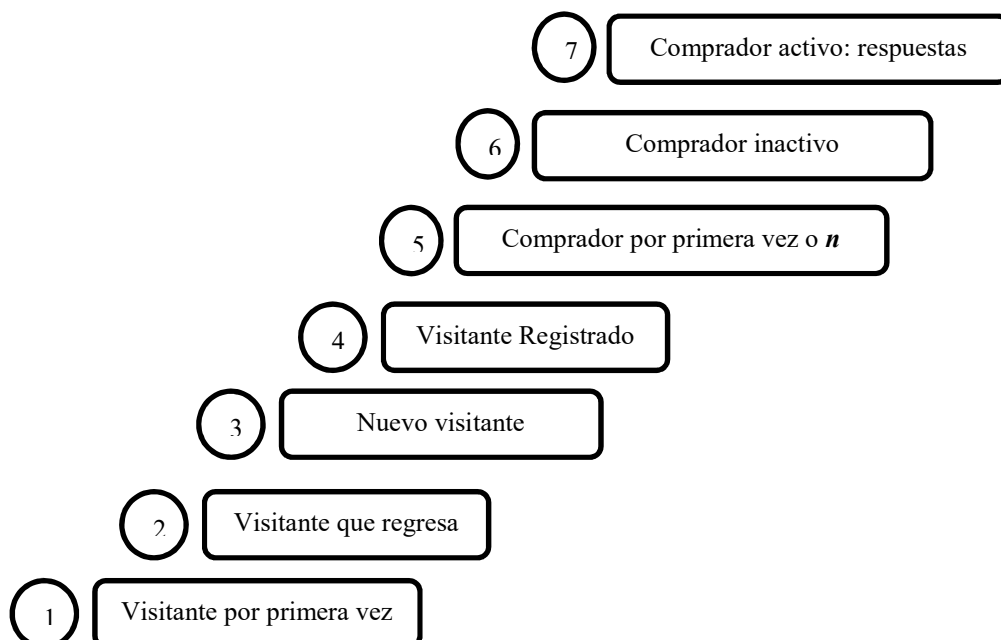 7 Comprador activo: respuestas
6 Comprador inactivo
5 Comprador por primera vez o n
4 Visitante Registrado
3 Nuevo visitante
2 Visitante que regresa
1 Visitante por primera vez